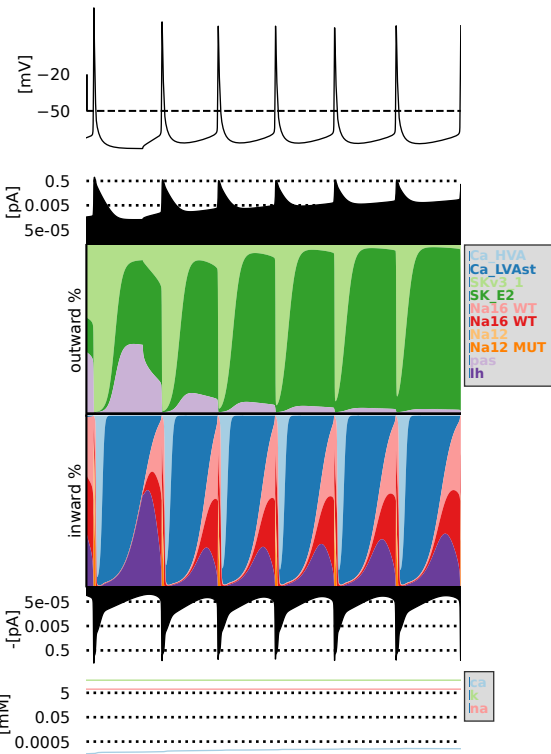 [mV]
−20
−50
[pA]
0.5
0.005
5e-05
outward %
Ca_HVA
Ca_LVAst
SKv3_1
SK_E2
Na16 WT
Na16 WT
Na12
Na12 MUT
pas
Ih
inward %
-[pA]
5e-05
0.005
0.5
[mM]
5
0.05
0.0005
ca
k
na